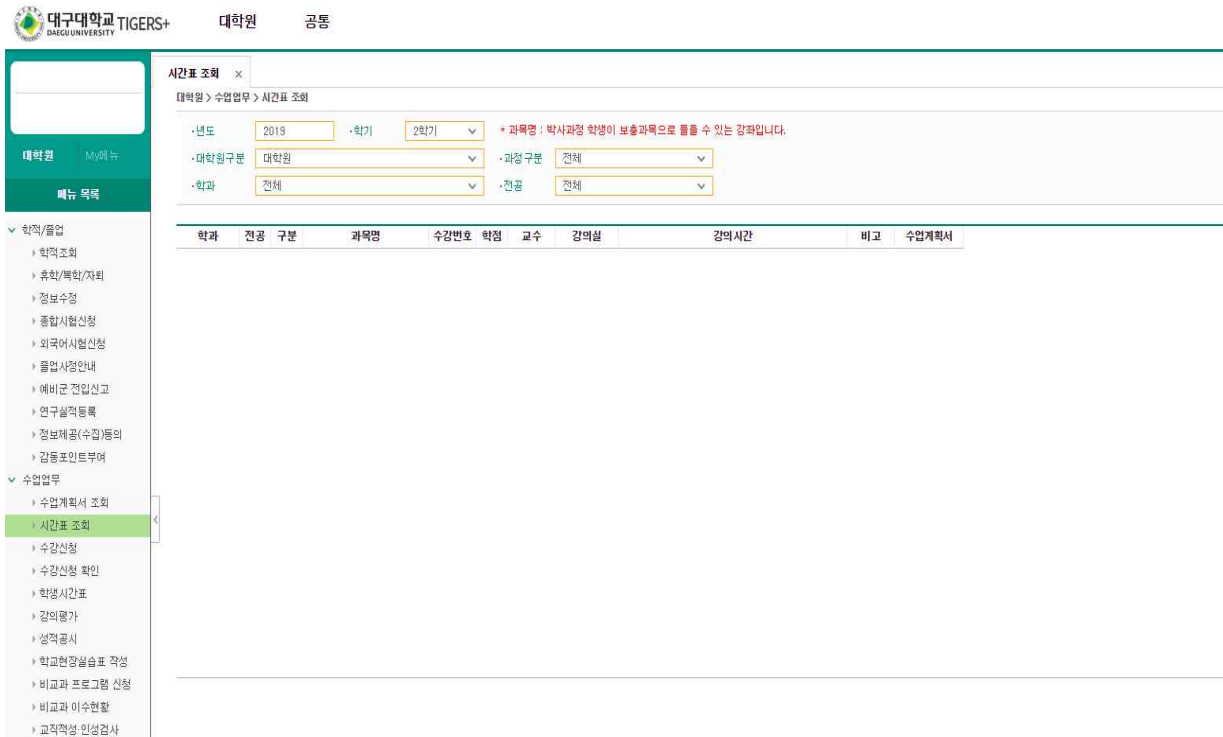 대구대학교 TIGERS+
DAEGU UNIVERSITY
대학원 공통
시간표 조회 x
대학원 > 수업업무 > 시간표 조회
·년도 2019 ·학기 2학기 * 과목명 : 박사과정 학생이 보충과목으로 들을 수 있는 강좌입니다.
·대학원구분 대학원 ·과정구분 전체
·학과 전체 ·전공 전체
학과 전공 구분 과목명 수강번호 학점 교수 강의실 강의시간 비고 수업계획서
대학원 My메뉴
메뉴 목록
학적/졸업
학적조회
휴학/복학/자퇴
정보수정
종합시험신청
외국어시험신청
졸업사정안내
예비군 전입신고
연구실적등록
정보제공(수집)동의
감동포인트부여
수업업무
수업계획서 조회
시간표 조회
수강신청
수강신청 확인
학생시간표
강의평가
성적공시
학교현장실습표 작성
비교과 프로그램 신청
비교과 이수현황
교직적성·인성검사